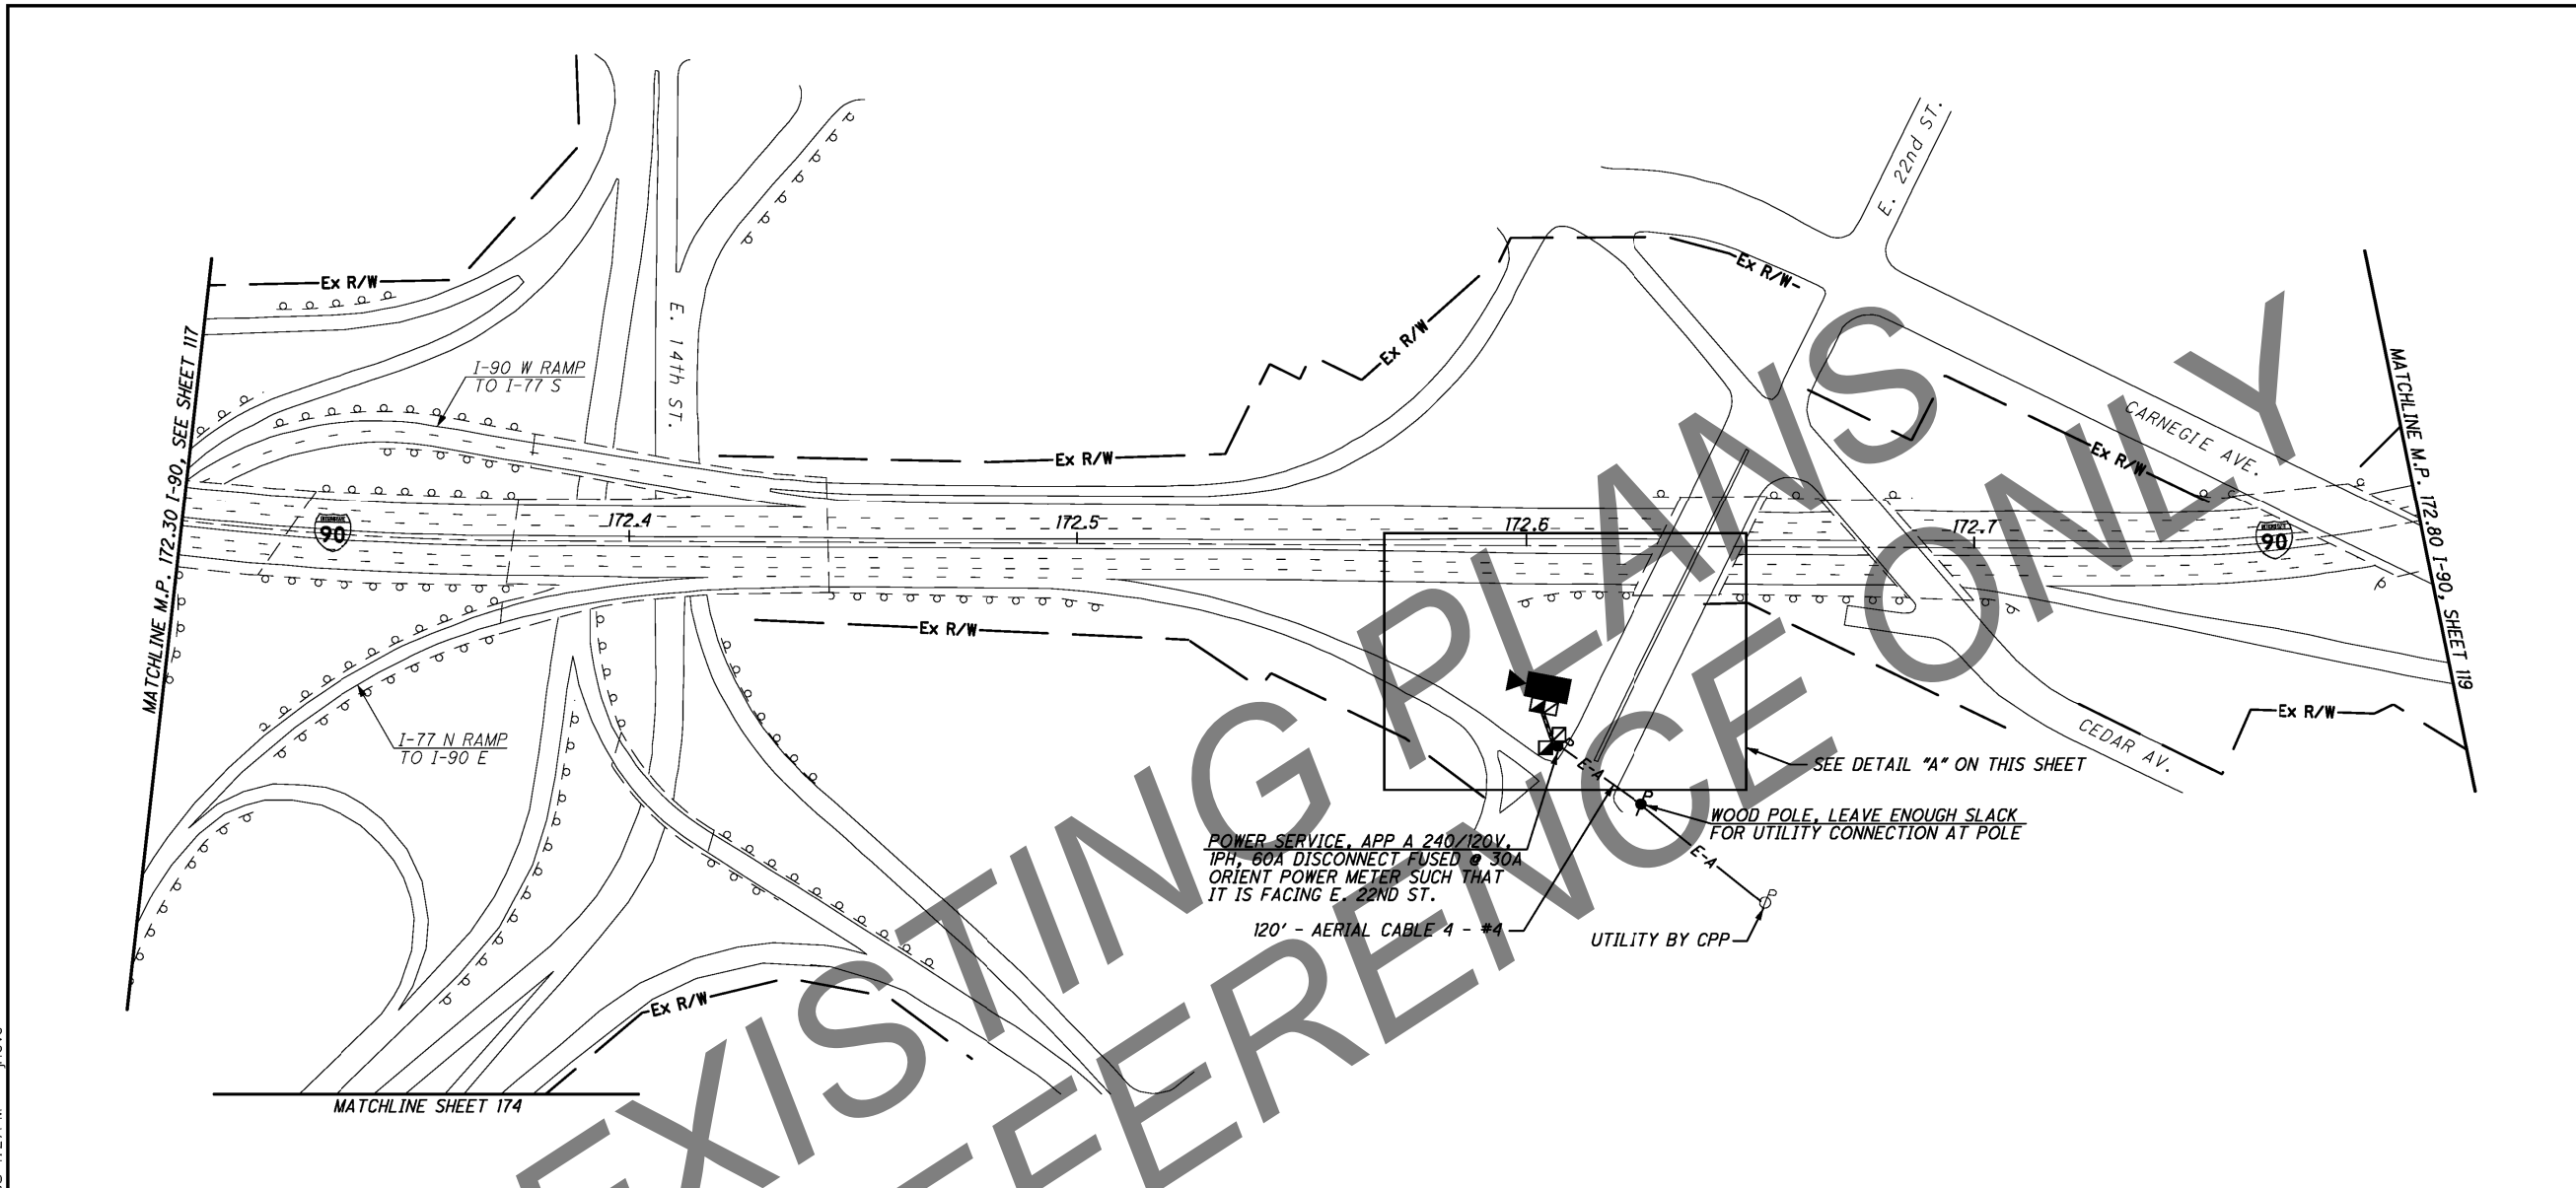 E. 22nd ST.
Ex R/W
Ex R/W
Ex R/W
E. 14th ST.
I-90 W RAMP
TO I-77 S
MATCHLINE M.P. 172.30 I-90, SEE SHEET 117
MATCHLINE M.P. 172.80 I-90, SHEET 119
CARNEGIE AVE.
Ex R/W
Ex R/W
172.4
172.5
172.6
172.7
90
90
Ex R/W
I-77 N RAMP
TO I-90 E
Ex R/W
CEDAR AV.
SEE DETAIL "A" ON THIS SHEET
P
E-A
P
WOOD POLE, LEAVE ENOUGH SLACK
FOR UTILITY CONNECTION AT POLE
POWER SERVICE, APP A 240/120V,
1PH, 60A DISCONNECT FUSED @ 30A
ORIENT POWER METER SUCH THAT
IT IS FACING E. 22ND ST.
E-A
P
120' - AERIAL CABLE 4 - #4
UTILITY BY CPP
Ex R/W
MATCHLINE SHEET 174
EXISTING PLANS
EFERENCE ONLY